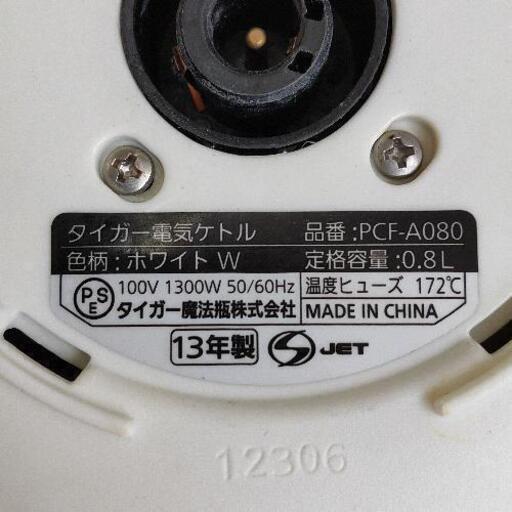 タイガー電気ケトル 品番:PCF-A080
色柄:ホワイト W 定格容量:0.8L
PSE 100V 1300W 50/60Hz 温度ヒューズ 172℃
タイガー魔法瓶株式会社 MADE IN CHINA
13年製 S JET
12306